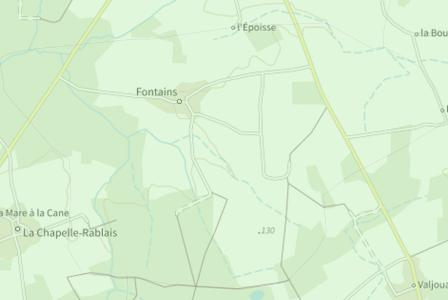 l'Époisse
la Bou
Fontains
a Mare à la Cane
La Chapelle-Rablais
130
Valjou